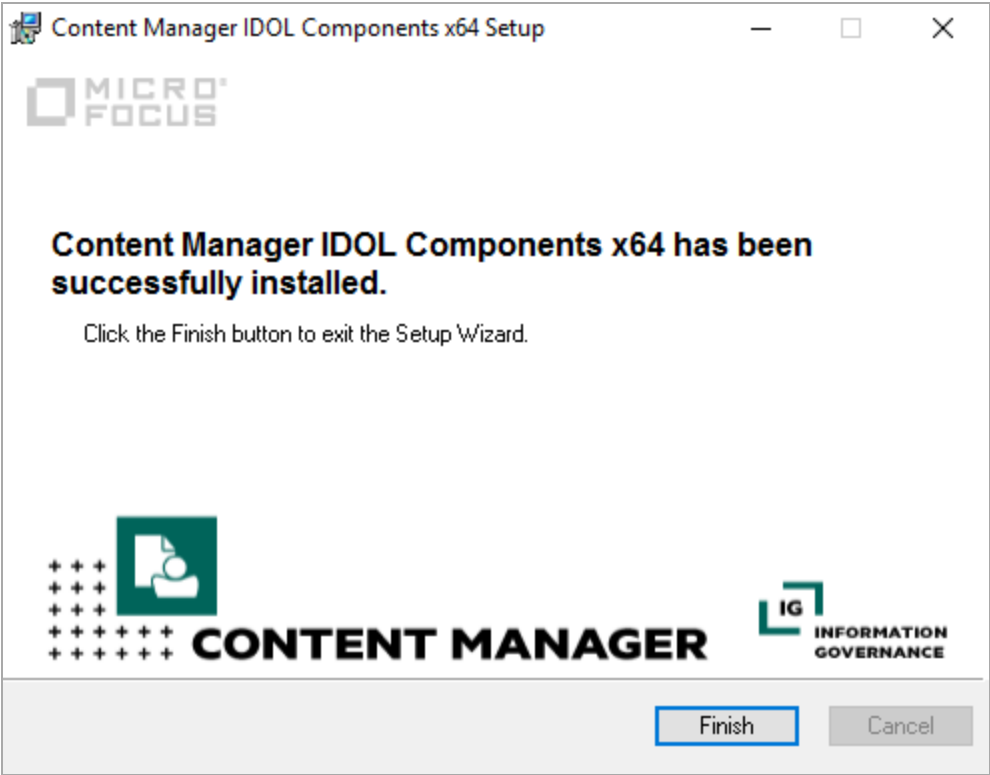 Content Manager IDOL Components x64 Setup
MICRO
FOCUS
Content Manager IDOL Components x64 has been
successfully installed.
Click the Finish button to exit the Setup Wizard.
CONTENT MANAGER
IG
INFORMATION
GOVERNANCE
Finish
Cancel